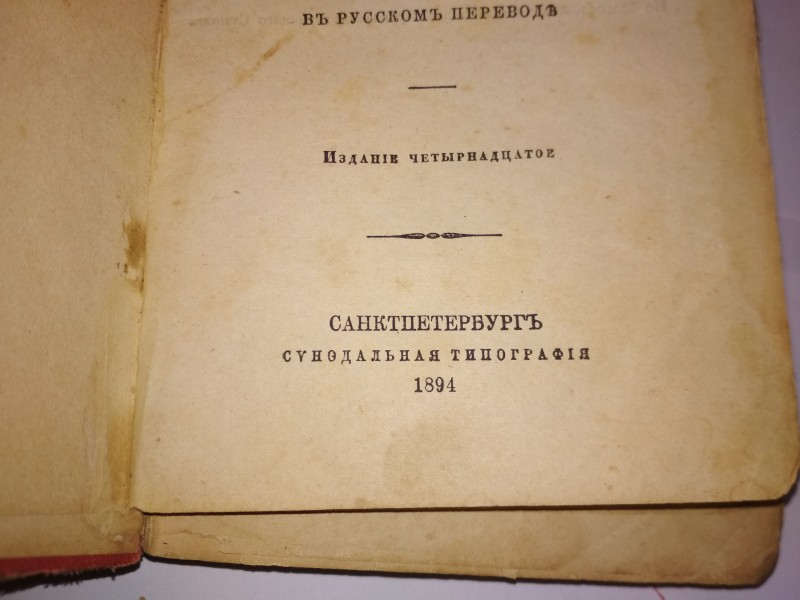 ВЪ РУССКОМЪ ПЕРЕВОДѢ
ИЗДАНІЕ ЧЕТЫРНАДЦАТОЕ
САНКТПЕТЕРБУРГЪ
СѴНОДАЛЬНАЯ ТИПОГРАФІЯ
1894